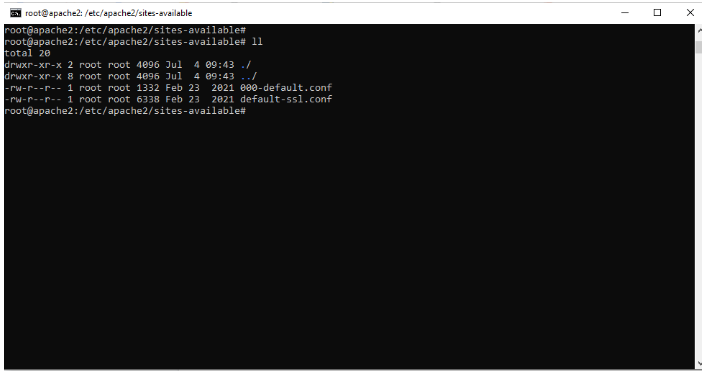 root@apache2: /etc/apache2/sites-available
root@apache2:/etc/apache2/sites-available#
root@apache2:/etc/apache2/sites-available# ll
total 20
drwxr-xr-x 2 root root 4096 Jul  4 09:43 ./
drwxr-xr-x 8 root root 4096 Jul  4 09:43 ../
-rw-r--r-- 1 root root 1332 Feb 23  2021 000-default.conf
-rw-r--r-- 1 root root 6338 Feb 23  2021 default-ssl.conf
root@apache2:/etc/apache2/sites-available#